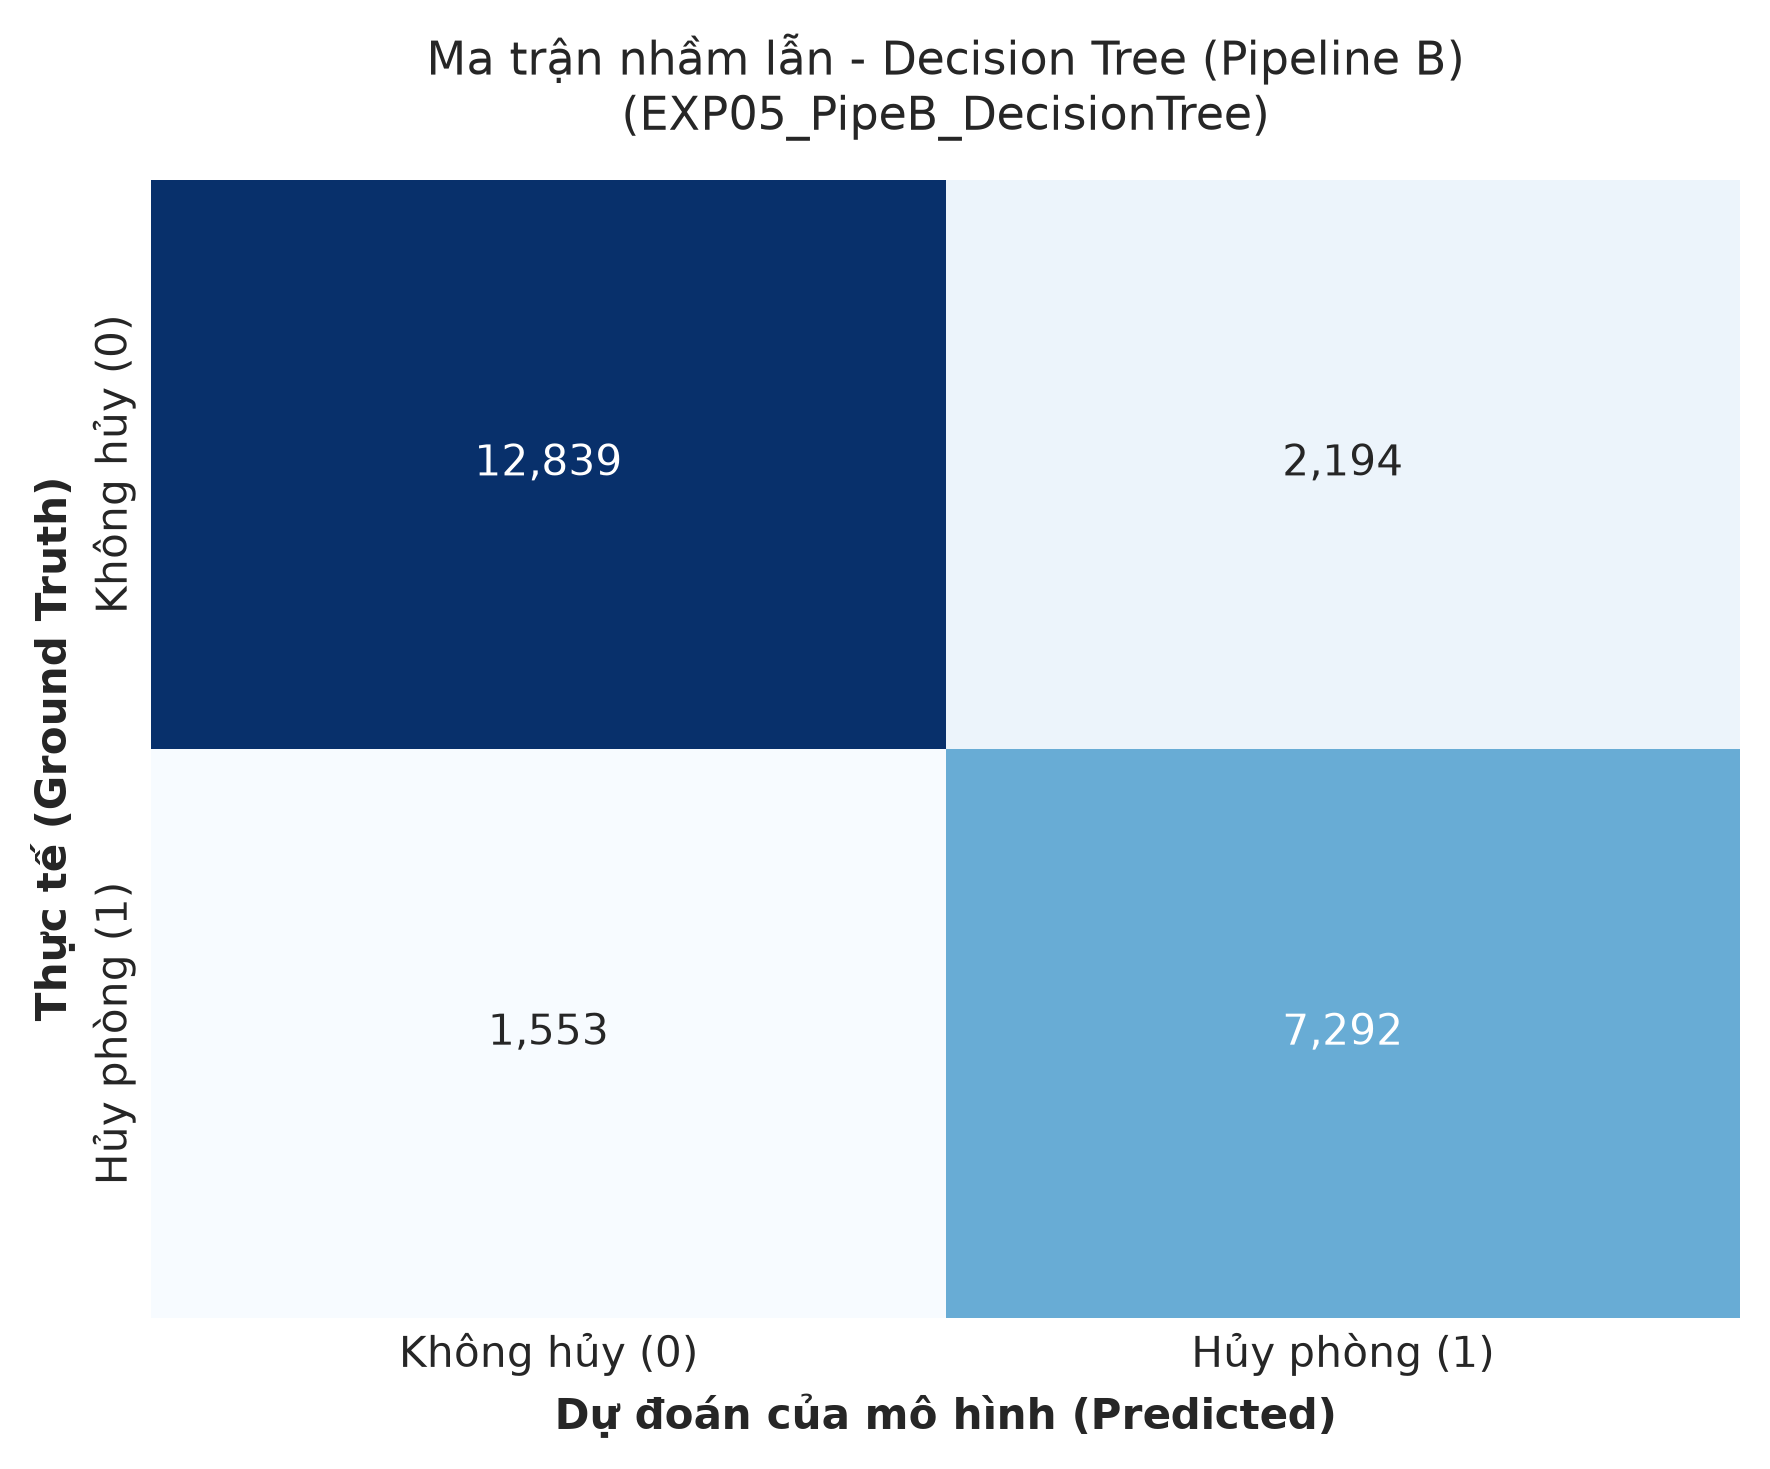 Ma trận nhầm lẫn - Decision Tree (Pipeline B)
(EXP05_PipeB_DecisionTree)
Thực tế (Ground Truth)
Không hủy (0)
12,839
2,194
Hủy phòng (1)
1,553
7,292
Không hủy (0)
Hủy phòng (1)
Dự đoán của mô hình (Predicted)